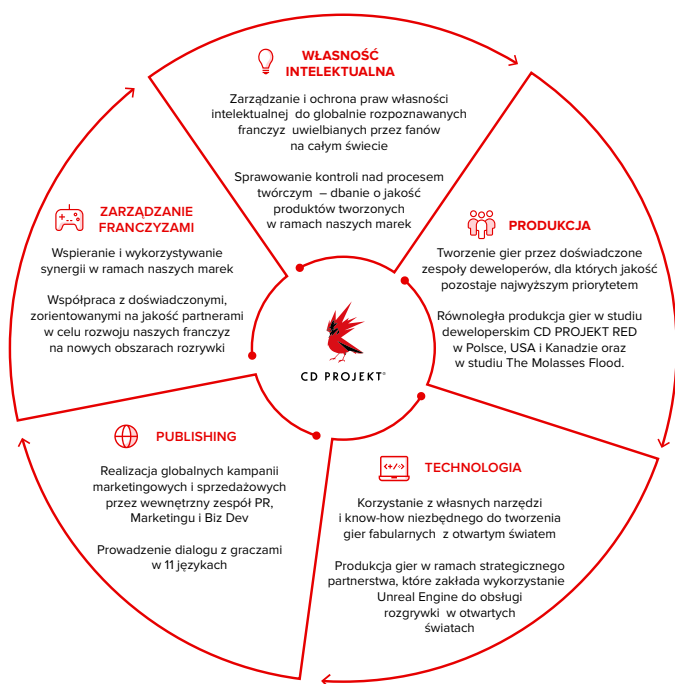 WŁASNOŚĆ
INTELEKTUALNA
Zarządzanie i ochrona praw własności
intelektualnej do globalnie rozpoznawanych
franczyz uwielbianych przez fanów
na całym świecie
Sprawowanie kontroli nad procesem
twórczym – dbanie o jakość
produktów tworzonych
w ramach naszych marek
PRODUKCJA
Tworzenie gier przez doświadczone
zespoły deweloperów, dla których jakość
pozostaje najwyższym priorytetem
Równoległa produkcja gier w studiu
deweloperskim CD PROJEKT RED
w Polsce, USA i Kanadzie oraz
w studiu The Molasses Flood.
TECHNOLOGIA
Korzystanie z własnych narzędzi
i know-how niezbędnego do tworzenia
gier fabularnych z otwartym światem
Produkcja gier w ramach strategicznego
partnerstwa, które zakłada wykorzystanie
Unreal Engine do obsługi
rozgrywki w otwartych
światach
PUBLISHING
Realizacja globalnych kampanii
marketingowych i sprzedażowych
przez wewnętrzny zespół PR,
Marketingu i Biz Dev
Prowadzenie dialogu z graczami
w 11 językach
ZARZĄDZANIE
FRANCZYZAMI
Wspieranie i wykorzystywanie
synergii w ramach naszych marek
Współpraca z doświadczonymi,
zorientowanymi na jakość partnerami
w celu rozwoju naszych franczyz
na nowych obszarach rozrywki
CD PROJEKT®